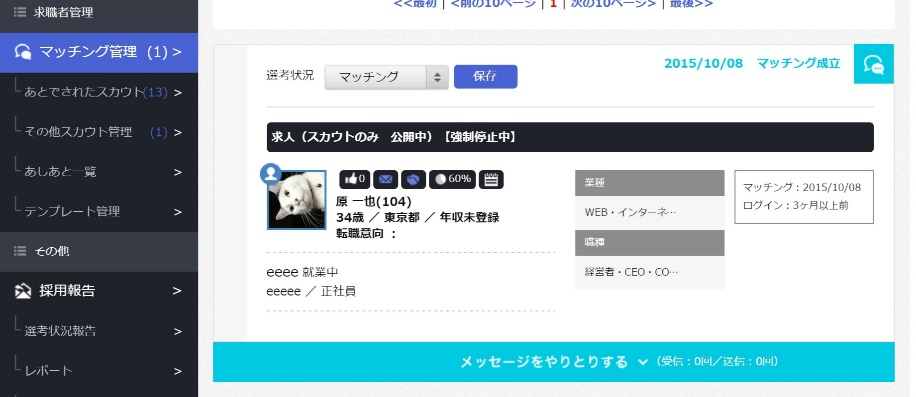 求職者管理
マッチング管理 (1) >
あとでされたスカウト(13) >
その他スカウト管理 (1) >
あしあと一覧 >
テンプレート管理 >
その他
採用報告 >
選考状況報告 >
レポート >
<<最初 | <前の10ページ | 1 | 次の10ページ> | 最後>>
選考状況 マッチング 保存
2015/10/08 マッチング成立
求人（スカウトのみ 公開中）【強制停止中】
0 60%
原 一也(104)
34歳 ／ 東京都 ／ 年収未登録
転職意向 ：
eeee 就業中
eeeee ／ 正社員
業種
WEB・インターネ…
職種
経営者・CEO・CO…
マッチング：2015/10/08
ログイン：3ヶ月以上前
メッセージをやりとりする （受信：0回／送信：0回）